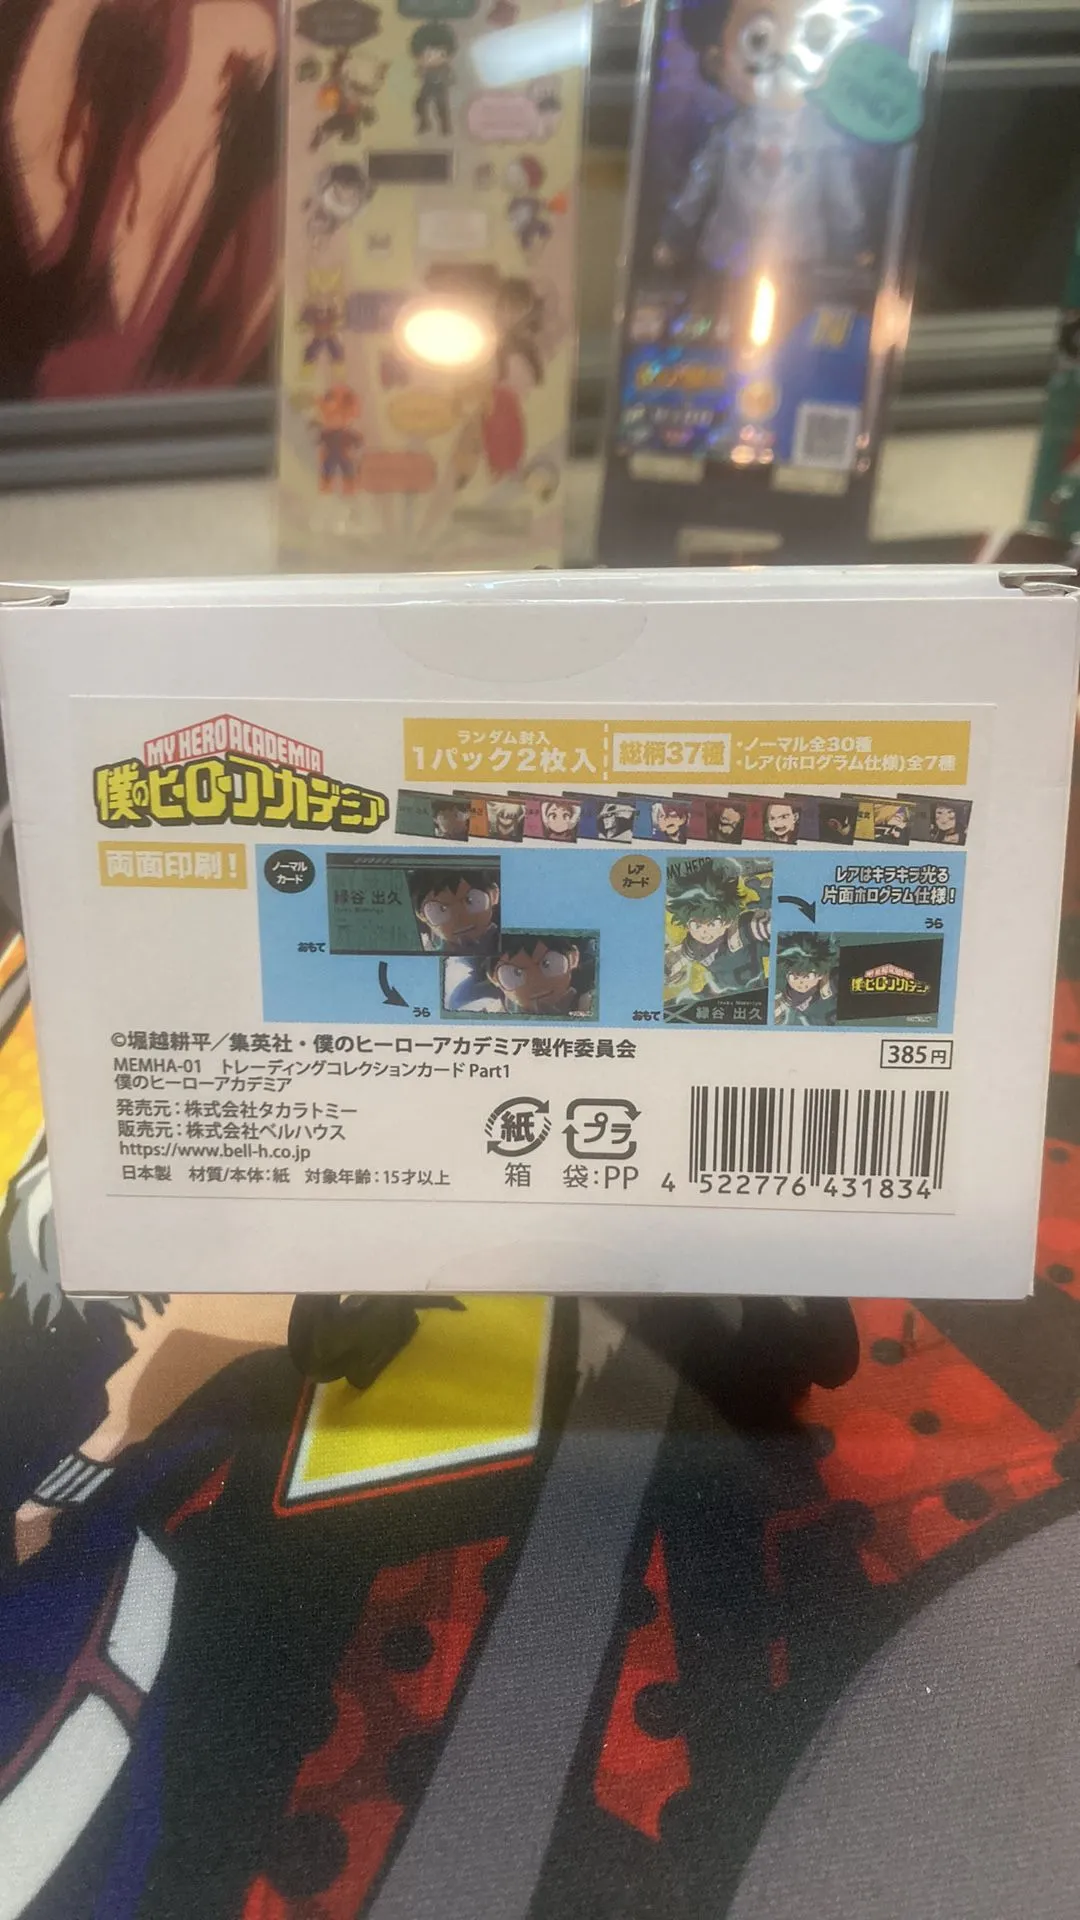 MY HERO ACADEMIA
僕のヒーローアカデミア
ランダム封入
1パック2枚入
総柄37種
・ノーマル全30種
・レア(ホログラム仕様)全7種
両面印刷！
ノーマル
カード
緑谷 出久
おもて
うら
レア
カード
MY HERO
Izuku Midoriya
緑谷 出久
おもて
レアはキラキラ光る
片面ホログラム仕様！
うら
MY HERO ACADEMIA
僕のヒーローアカデミア
©堀越耕平／集英社・僕のヒーローアカデミア製作委員会
385円
MEMHA-01 トレーディングコレクションカード Part1
僕のヒーローアカデミア
発売元：株式会社タカラトミー
販売元：株式会社ベルハウス
https://www.bell-h.co.jp
日本製 材質/本体：紙 対象年齢：15才以上
紙
箱
プラ
袋：PP
4 522776 431834